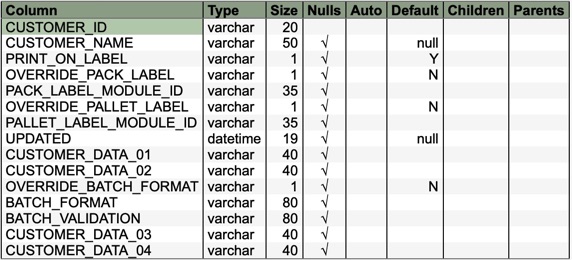 Column Type Size Nulls Auto Default Children Parents
CUSTOMER_ID varchar 20
CUSTOMER_NAME varchar 50 √ null
PRINT_ON_LABEL varchar 1 √ Y
OVERRIDE_PACK_LABEL varchar 1 √ N
PACK_LABEL_MODULE_ID varchar 35 √
OVERRIDE_PALLET_LABEL varchar 1 √ N
PALLET_LABEL_MODULE_ID varchar 35 √
UPDATED datetime 19 √ null
CUSTOMER_DATA_01 varchar 40 √
CUSTOMER_DATA_02 varchar 40 √
OVERRIDE_BATCH_FORMAT varchar 1 √ N
BATCH_FORMAT varchar 80 √
BATCH_VALIDATION varchar 80 √
CUSTOMER_DATA_03 varchar 40 √
CUSTOMER_DATA_04 varchar 40 √